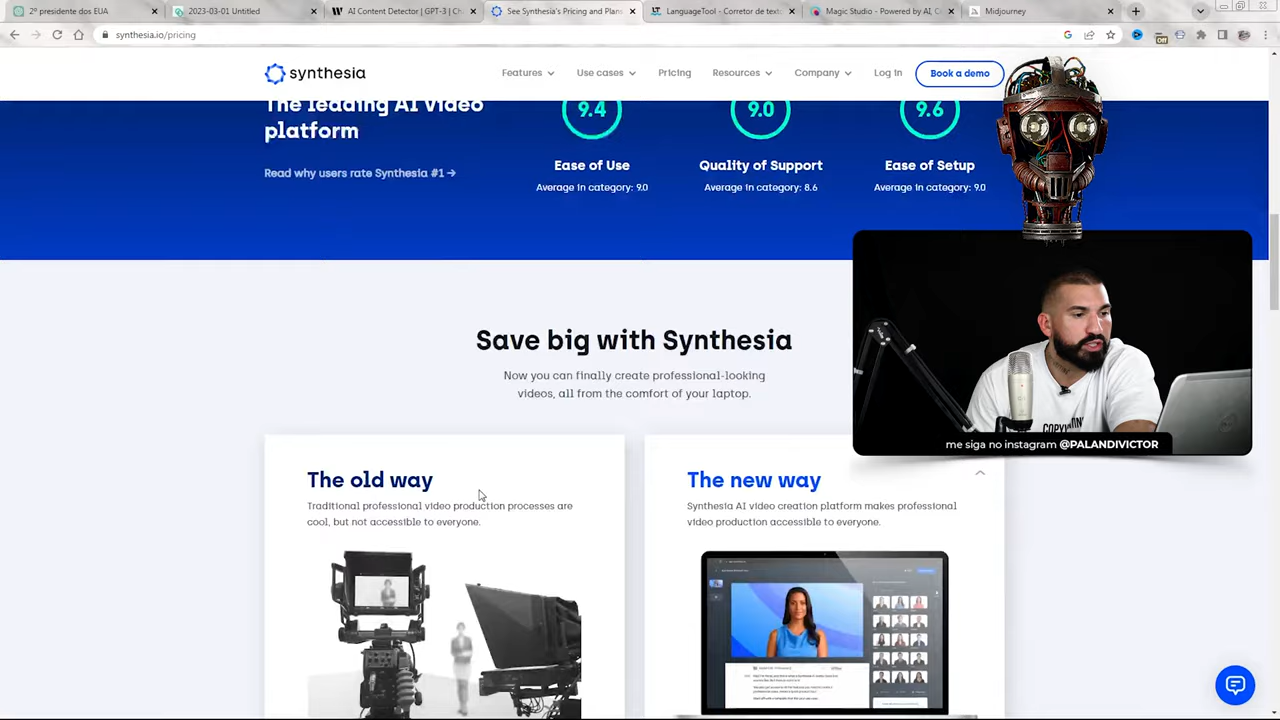 2º presidente dos EUA
2023-03-01 Untitled
AI Content Detector | GPT-3 | Ch
See Synthesia's Pricing and Plans
LanguageTool - Corretor de texto
Magic Studio - Powered by AI
Midjourney
synthesia.io/pricing
Off
synthesia
Features
Use cases
Pricing
Resources
Company
Log in
Book a demo
The leading AI Video
platform
Read why users rate Synthesia #1 →
9.4
Ease of Use
Average in category: 9.0
9.0
Quality of Support
Average in category: 8.6
9.6
Ease of Setup
Average in category: 9.0
Save big with Synthesia
Now you can finally create professional-looking
videos, all from the comfort of your laptop.
me siga no instagram @PALANDIVICTOR
The old way
Traditional professional video production processes are
cool, but not accessible to everyone.
The new way
Synthesia AI video creation platform makes professional
video production accessible to everyone.